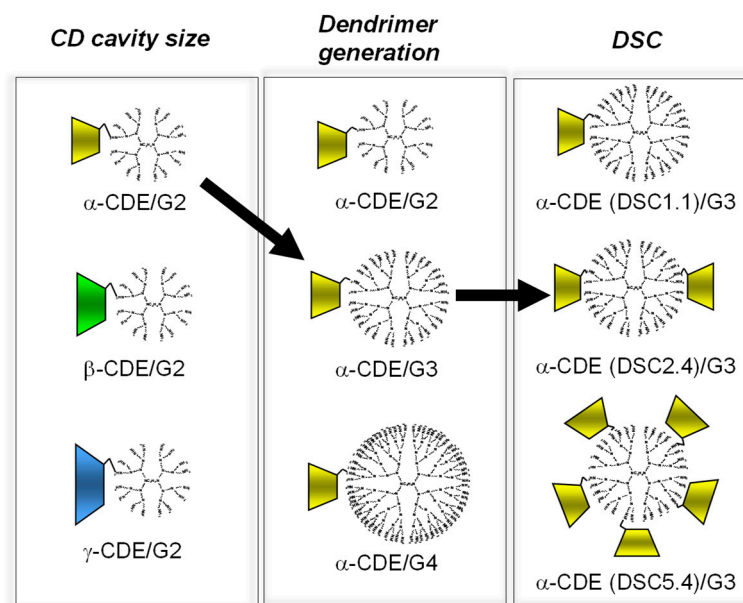 CD cavity size
Dendrimer
generation
DSC
α-CDE/G2
β-CDE/G2
γ-CDE/G2
α-CDE/G2
α-CDE/G3
α-CDE/G4
α-CDE (DSC1.1)/G3
α-CDE (DSC2.4)/G3
α-CDE (DSC5.4)/G3